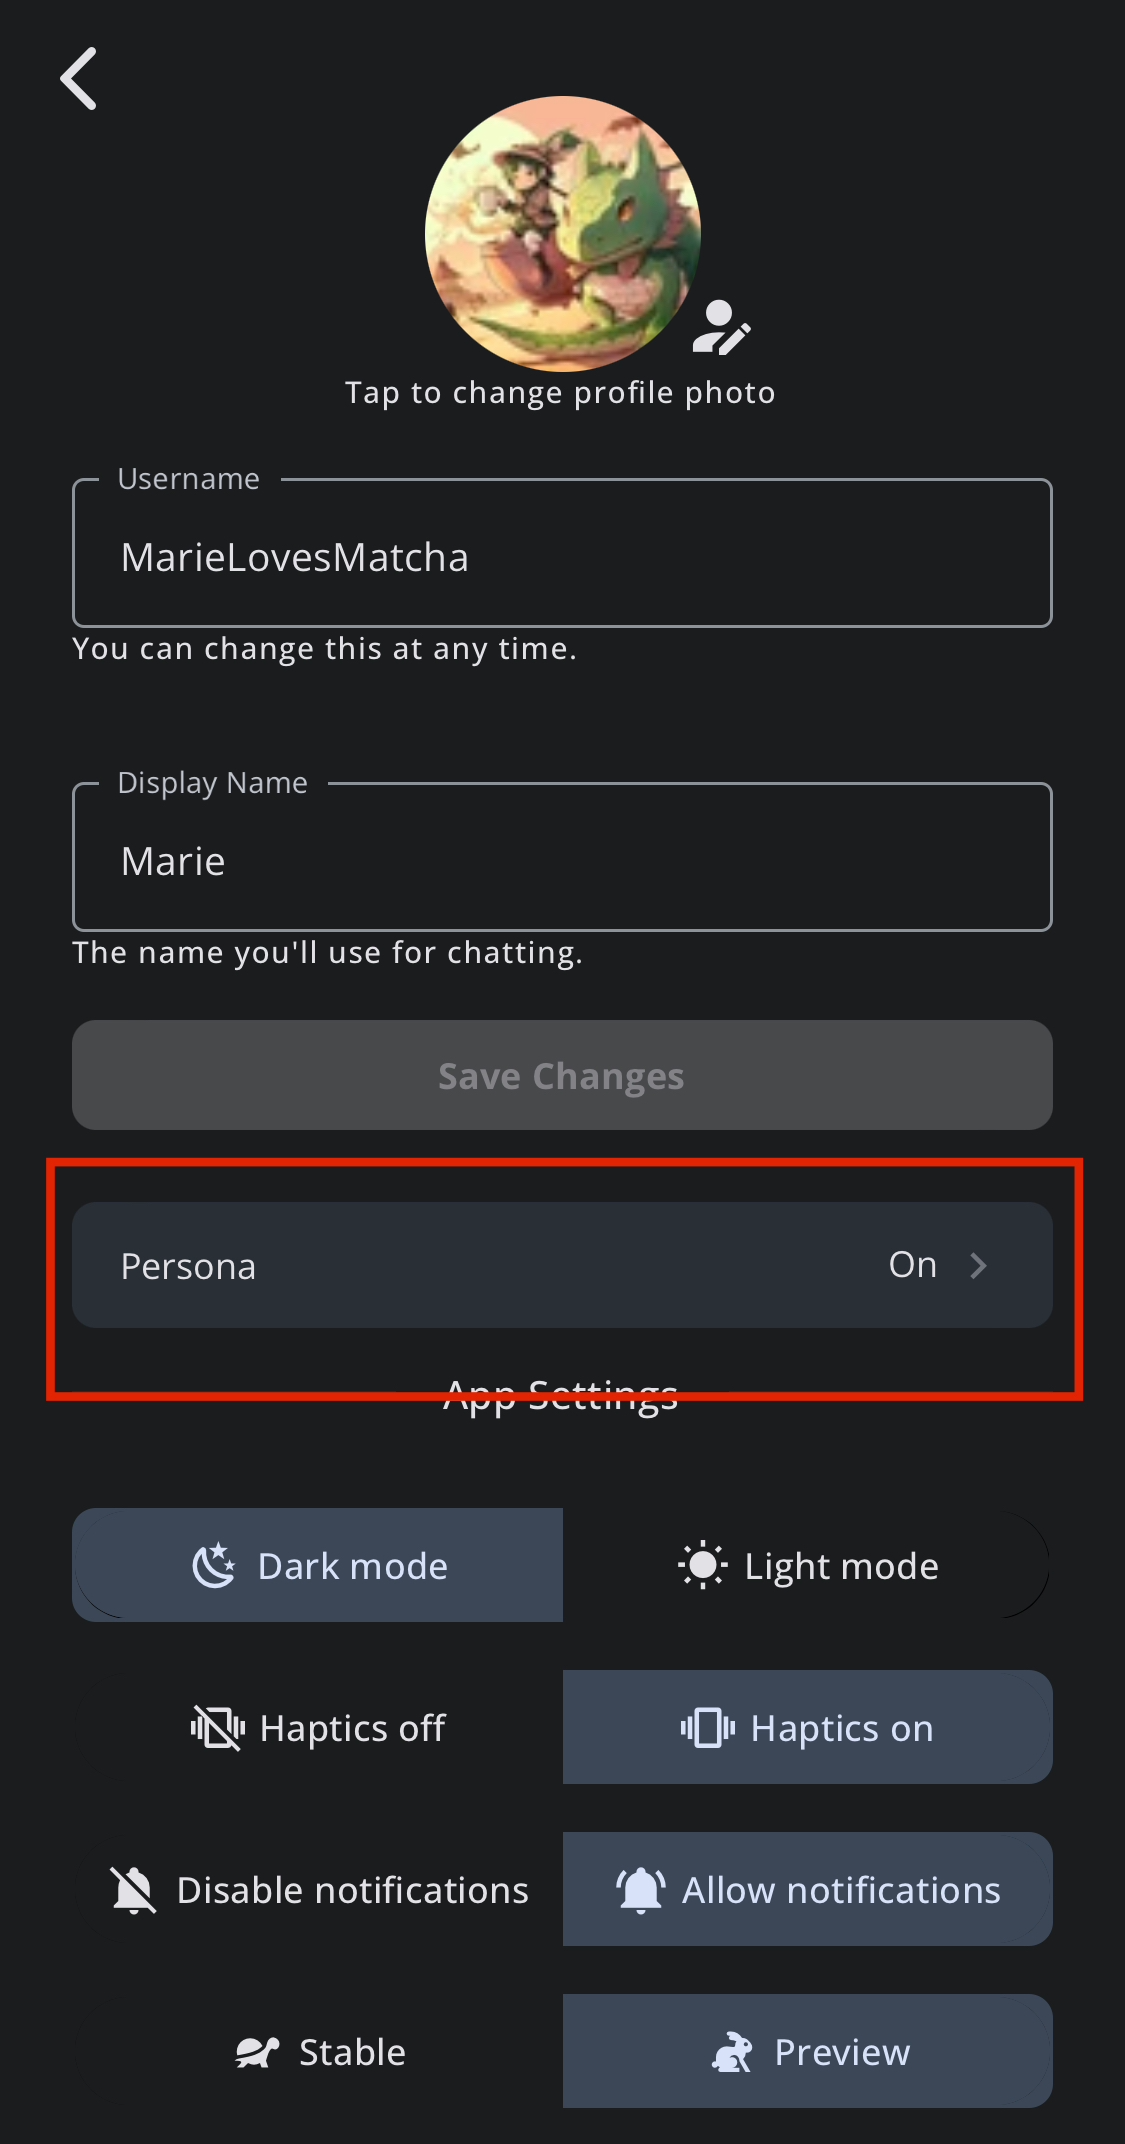 Tap to change profile photo
Username
MarieLovesMatcha
You can change this at any time.
Display Name
Marie
The name you'll use for chatting.
Save Changes
Persona On
App Settings
Dark mode Light mode
Haptics off Haptics on
Disable notifications Allow notifications
Stable Preview